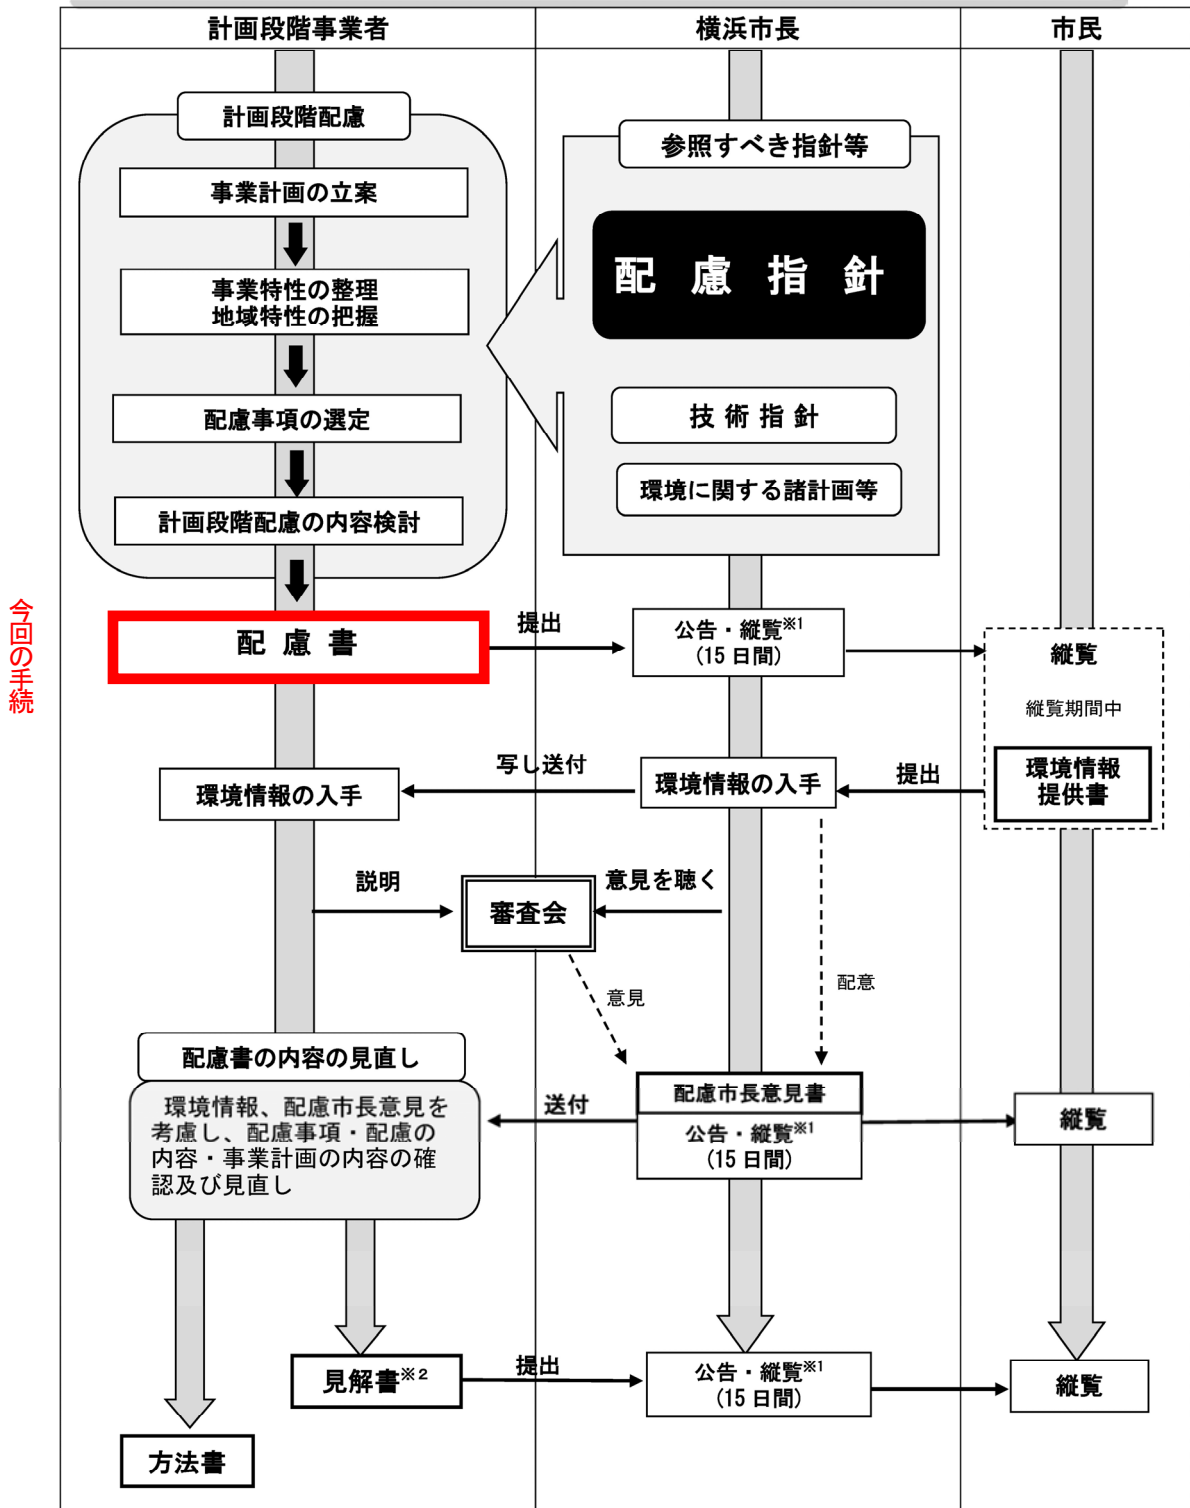 計画段階事業者
横浜市長
市民
計画段階配慮
事業計画の立案
事業特性の整理
地域特性の把握
配慮事項の選定
計画段階配慮の内容検討
参照すべき指針等
配慮指針
技術指針
環境に関する諸計画等
今回の手続
配慮書
提出
公告・縦覧※1
(15日間)
縦覧
縦覧期間中
環境情報
提供書
提出
環境情報の入手
写し送付
環境情報の入手
説明
審査会
意見を聴く
意見
配意
配慮書の内容の見直し
環境情報、配慮市長意見を
考慮し、配慮事項・配慮の
内容・事業計画の内容の確
認及び見直し
送付
配慮市長意見書
公告・縦覧※1
(15日間)
縦覧
見解書※2
提出
公告・縦覧※1
(15日間)
縦覧
方法書